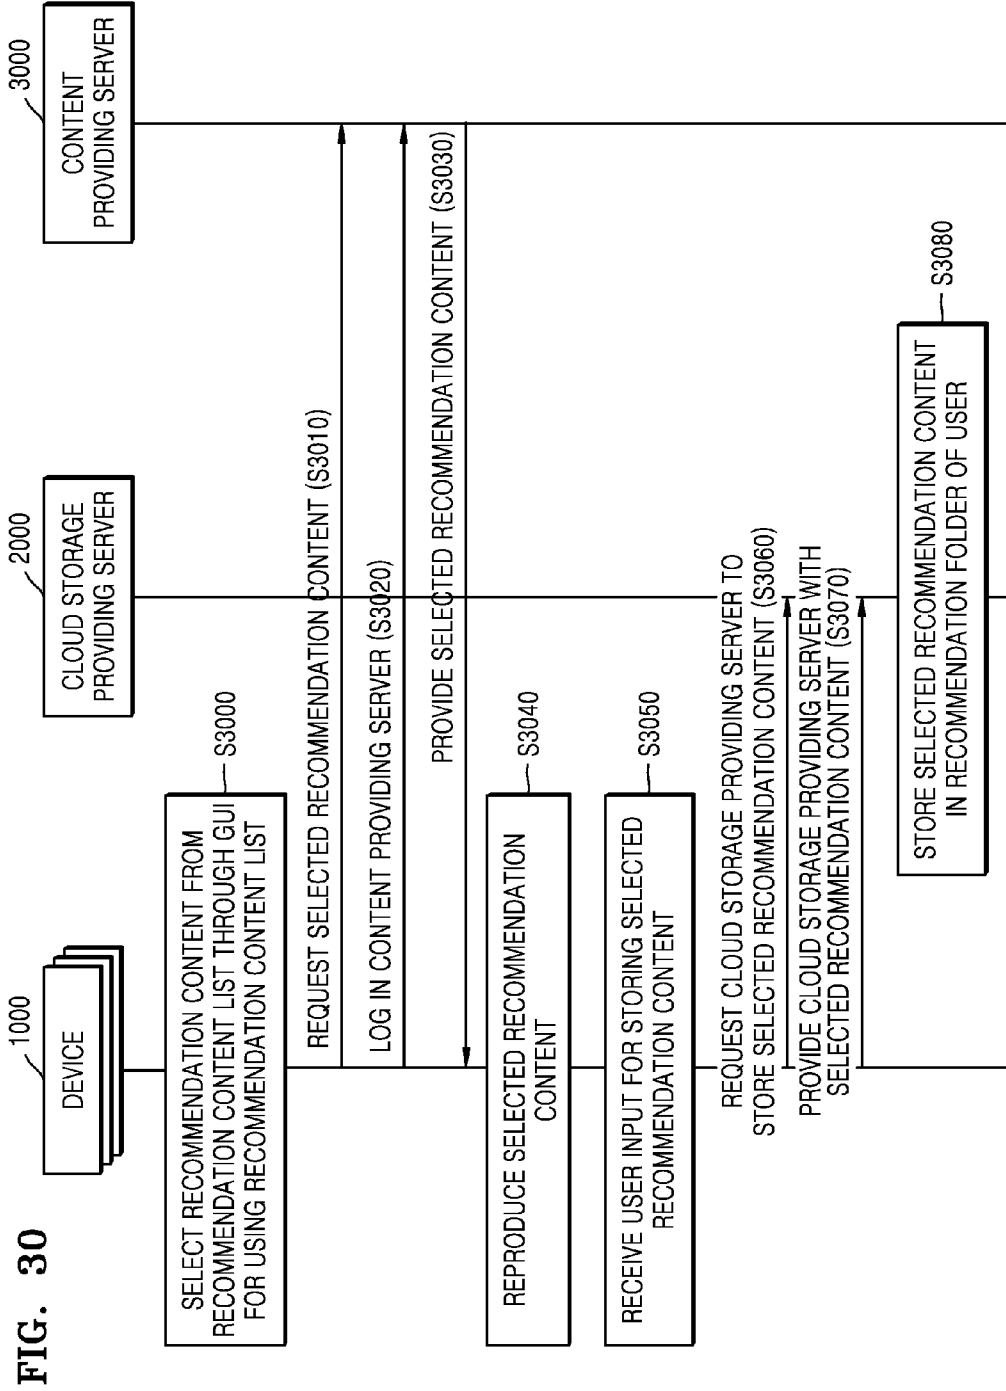 FIG. 30
1000
DEVICE
2000
CLOUD STORAGE
PROVIDING SERVER
3000
CONTENT
PROVIDING SERVER
SELECT RECOMMENDATION CONTENT FROM
RECOMMENDATION CONTENT LIST THROUGH GUI
FOR USING RECOMMENDATION CONTENT LIST
S3000
REQUEST SELECTED RECOMMENDATION CONTENT (S3010)
LOG IN CONTENT PROVIDING SERVER (S3020)
PROVIDE SELECTED RECOMMENDATION CONTENT (S3030)
REPRODUCE SELECTED RECOMMENDATION
CONTENT
S3040
RECEIVE USER INPUT FOR STORING SELECTED
RECOMMENDATION CONTENT
S3050
REQUEST CLOUD STORAGE PROVIDING SERVER TO
STORE SELECTED RECOMMENDATION CONTENT (S3060)
PROVIDE CLOUD STORAGE PROVIDING SERVER WITH
SELECTED RECOMMENDATION CONTENT (S3070)
STORE SELECTED RECOMMENDATION CONTENT
IN RECOMMENDATION FOLDER OF USER
S3080